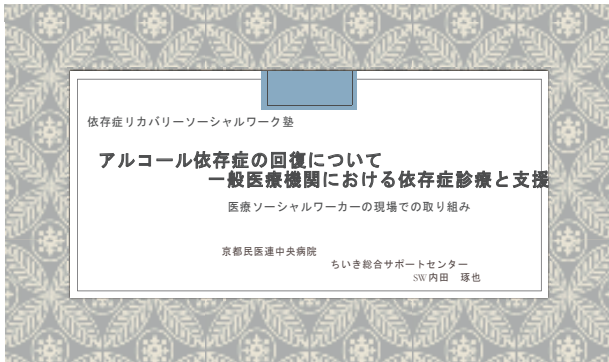 依存症リカバリーソーシャルワーク塾
アルコール依存症の回復について
一般医療機関における依存症診療と支援
医療ソーシャルワーカーの現場での取り組み
京都民医連中央病院
ちいき総合サポートセンター
SW内田　琢也